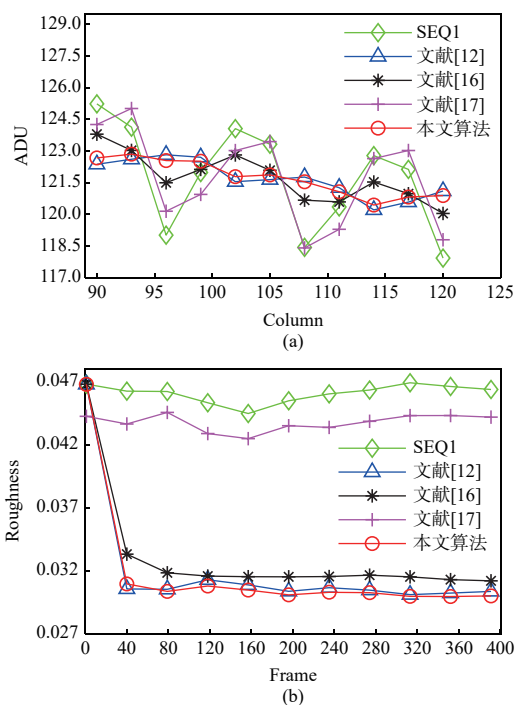 129.0
127.5
126.0
124.5
123.0
121.5
120.0
118.5
117.0
ADU
SEQ1
文献[12]
文献[16]
文献[17]
本文算法
90 95 100 105 110 115 120 125
Column
(a)
0.047
0.042
0.037
0.032
0.027
Roughness
SEQ1
文献[12]
文献[16]
文献[17]
本文算法
0 40 80 120 160 200 240 280 320 360 400
Frame
(b)